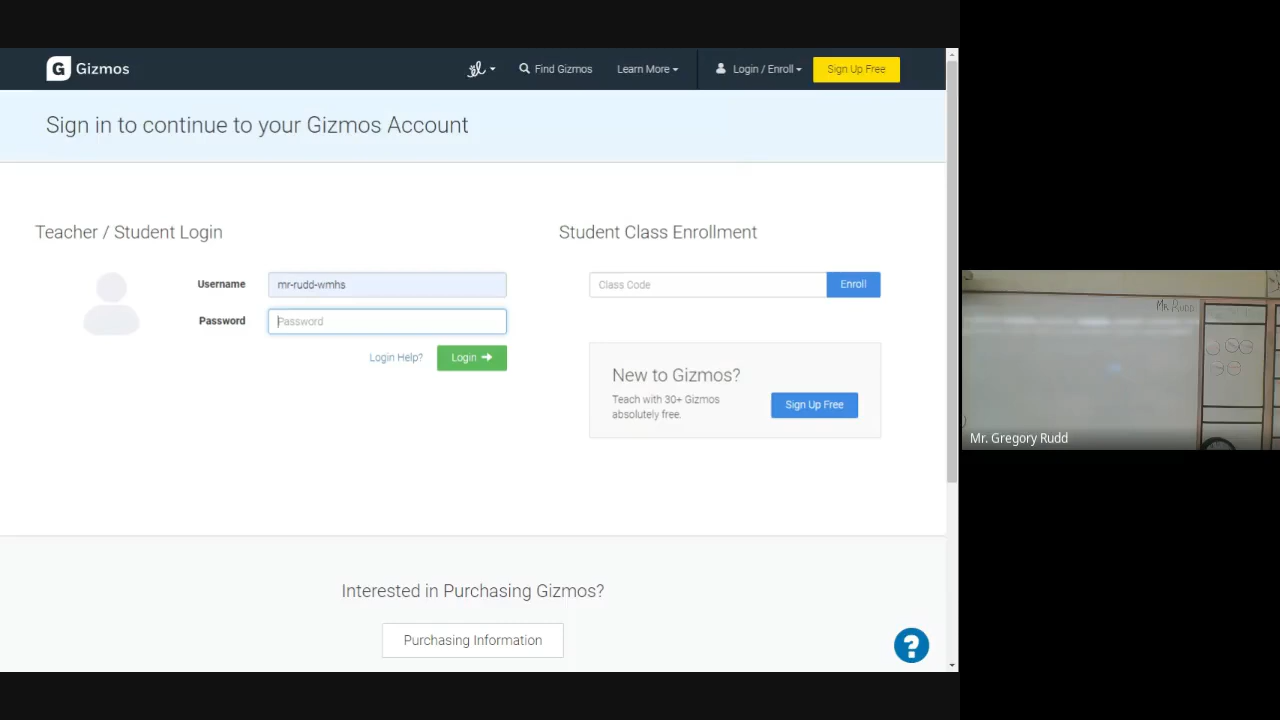 G Gizmos
Find Gizmos
Learn More
Login / Enroll
Sign Up Free
Sign in to continue to your Gizmos Account
Teacher / Student Login
Username
mr-rudd-wmhs
Password
Password
Login Help?
Login
Student Class Enrollment
Class Code
Enroll
New to Gizmos?
Teach with 30+ Gizmos
absolutely free.
Sign Up Free
Interested in Purchasing Gizmos?
Purchasing Information
?
MR RUDD
Mr. Gregory Rudd